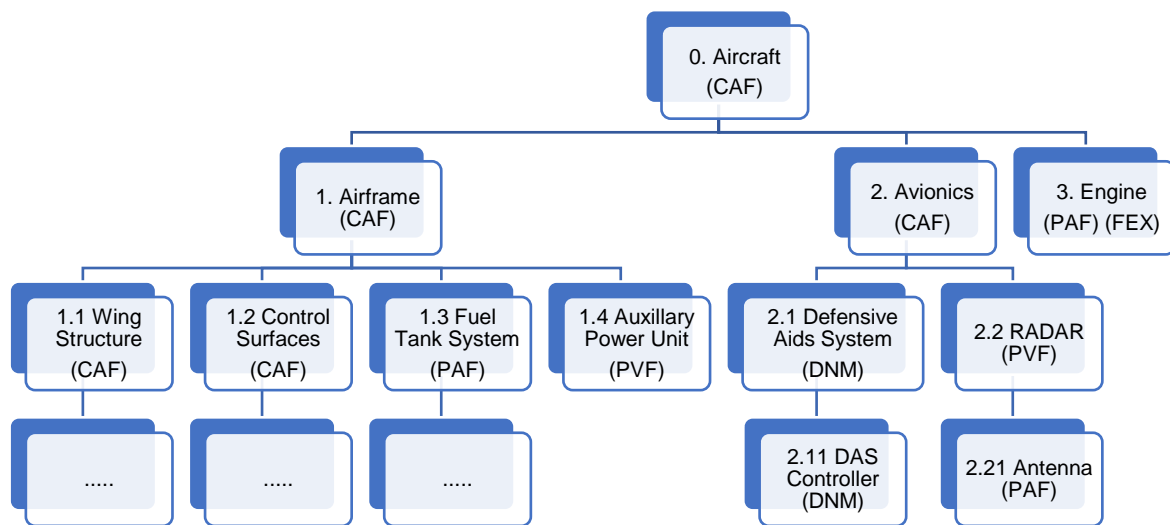 0. Aircraft
(CAF)
1. Airframe
(CAF)
2. Avionics
(CAF)
3. Engine
(PAF) (FEX)
1.1 Wing
Structure
(CAF)
1.2 Control
Surfaces
(CAF)
1.3 Fuel
Tank System
(PAF)
1.4 Auxillary
Power Unit
(PVF)
2.1 Defensive
Aids System
(DNM)
2.2 RADAR
(PVF)
.....
.....
.....
2.11 DAS
Controller
(DNM)
2.21 Antenna
(PAF)